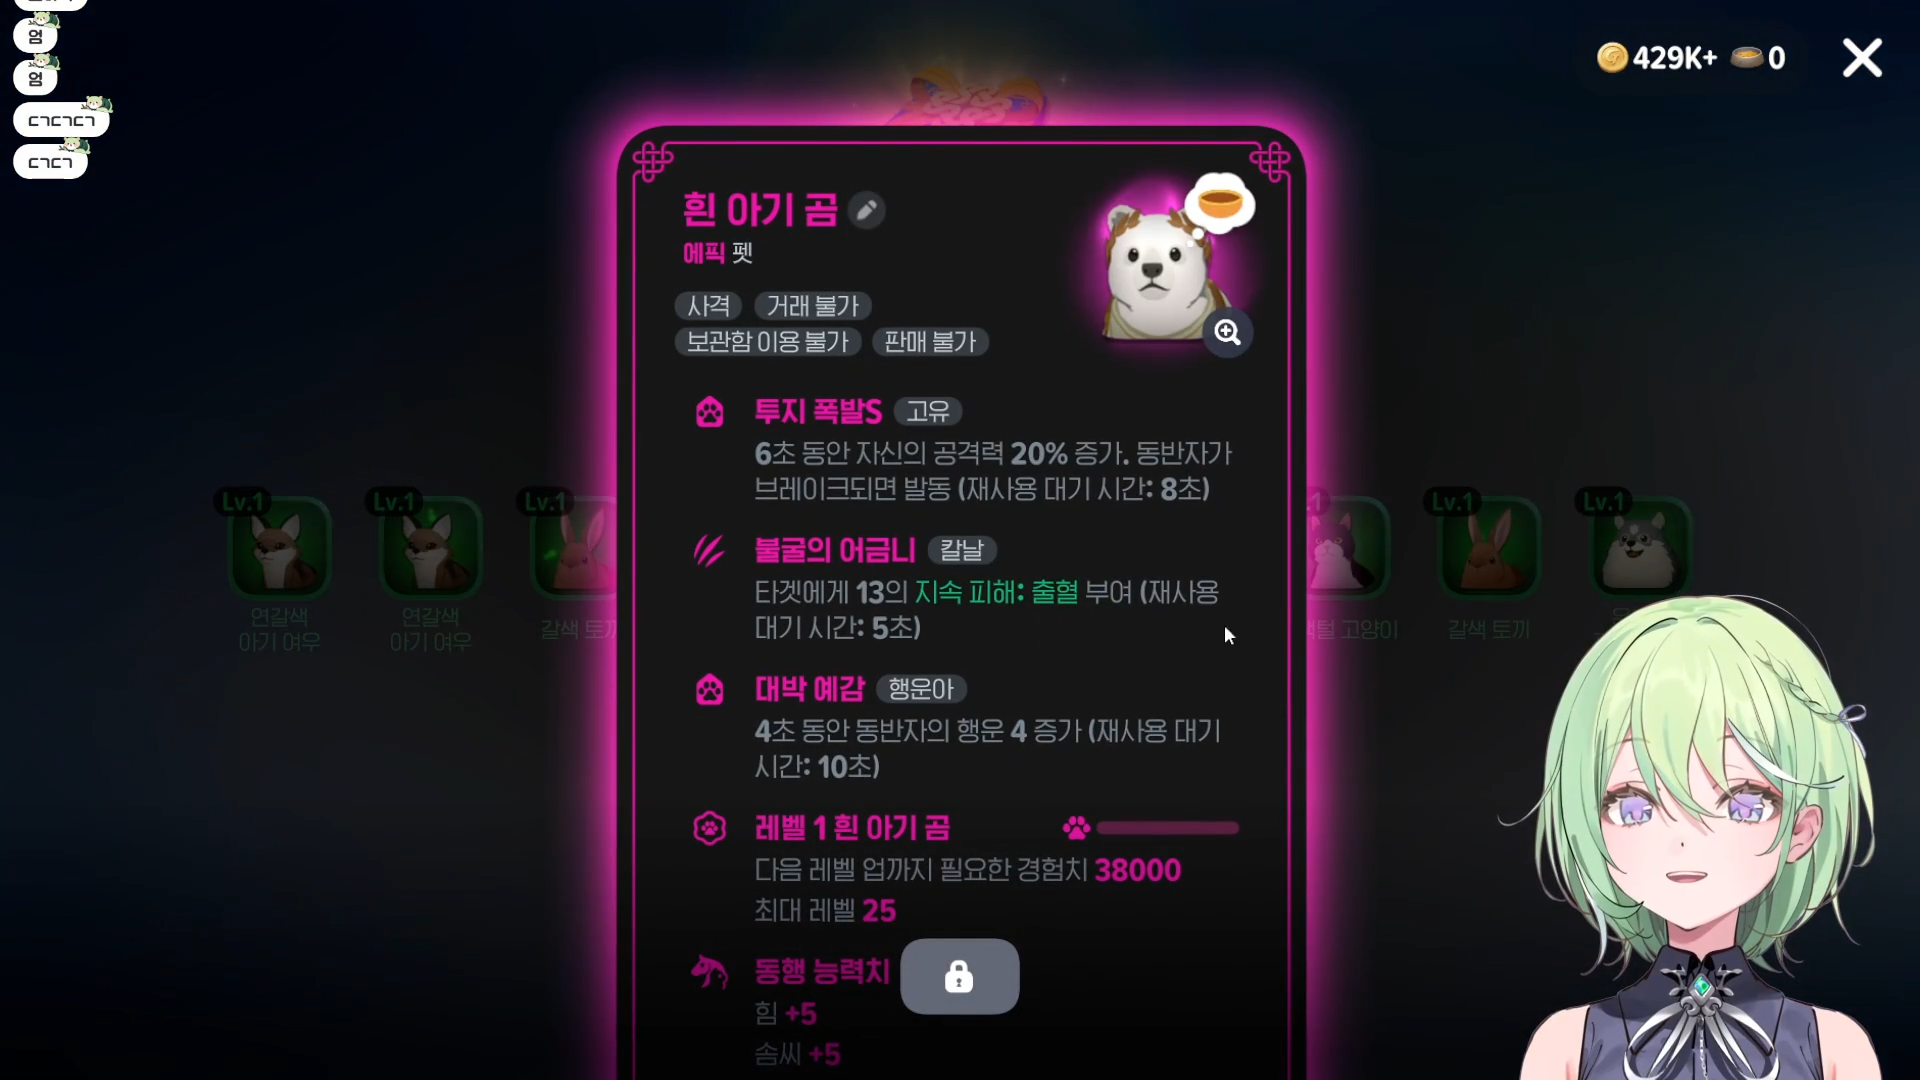 엄
엄
ㄷㄱㄷㄱㄷㄱ
ㄷㄱㄷㄱ
429K+ 0
흰 아기 곰
에픽 펫
사격 거래 불가
보관함 이용 불가 판매 불가
투지 폭발S 고유
6초 동안 자신의 공격력 20% 증가. 동반자가
브레이크되면 발동 (재사용 대기 시간: 8초)
불굴의 어금니 칼날
타겟에게 13의 지속 피해: 출혈 부여 (재사용
대기 시간: 5초)
대박 예감 행운아
4초 동안 동반자의 행운 4 증가 (재사용 대기
시간: 10초)
레벨 1 흰 아기 곰
다음 레벨 업까지 필요한 경험치 38000
최대 레벨 25
동행 능력치
힘 +5
솜씨 +5
Lv.1
연갈색
아기 여우
Lv.1
연갈색
아기 여우
Lv.1
갈색 토끼
고양이
Lv.1
갈색 토끼
Lv.1